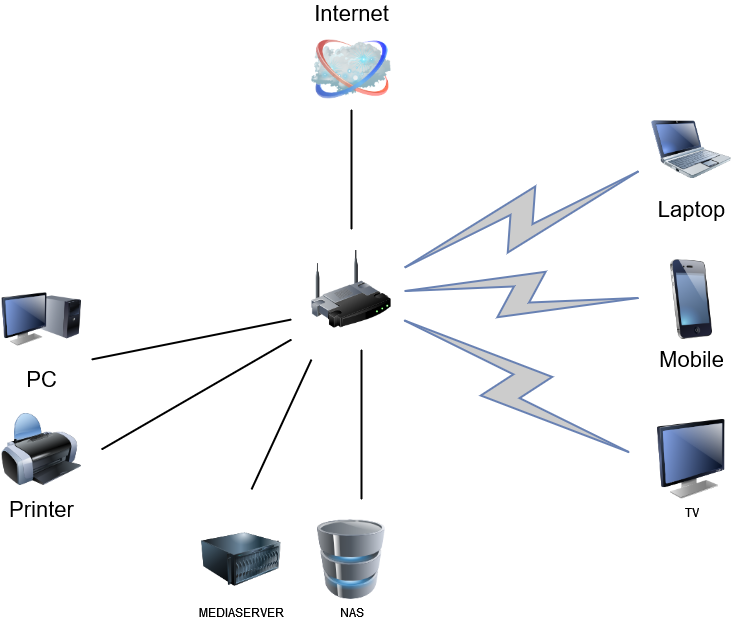 Internet
Laptop
Mobile
PC
Printer
TV
MEDIASERVER
NAS